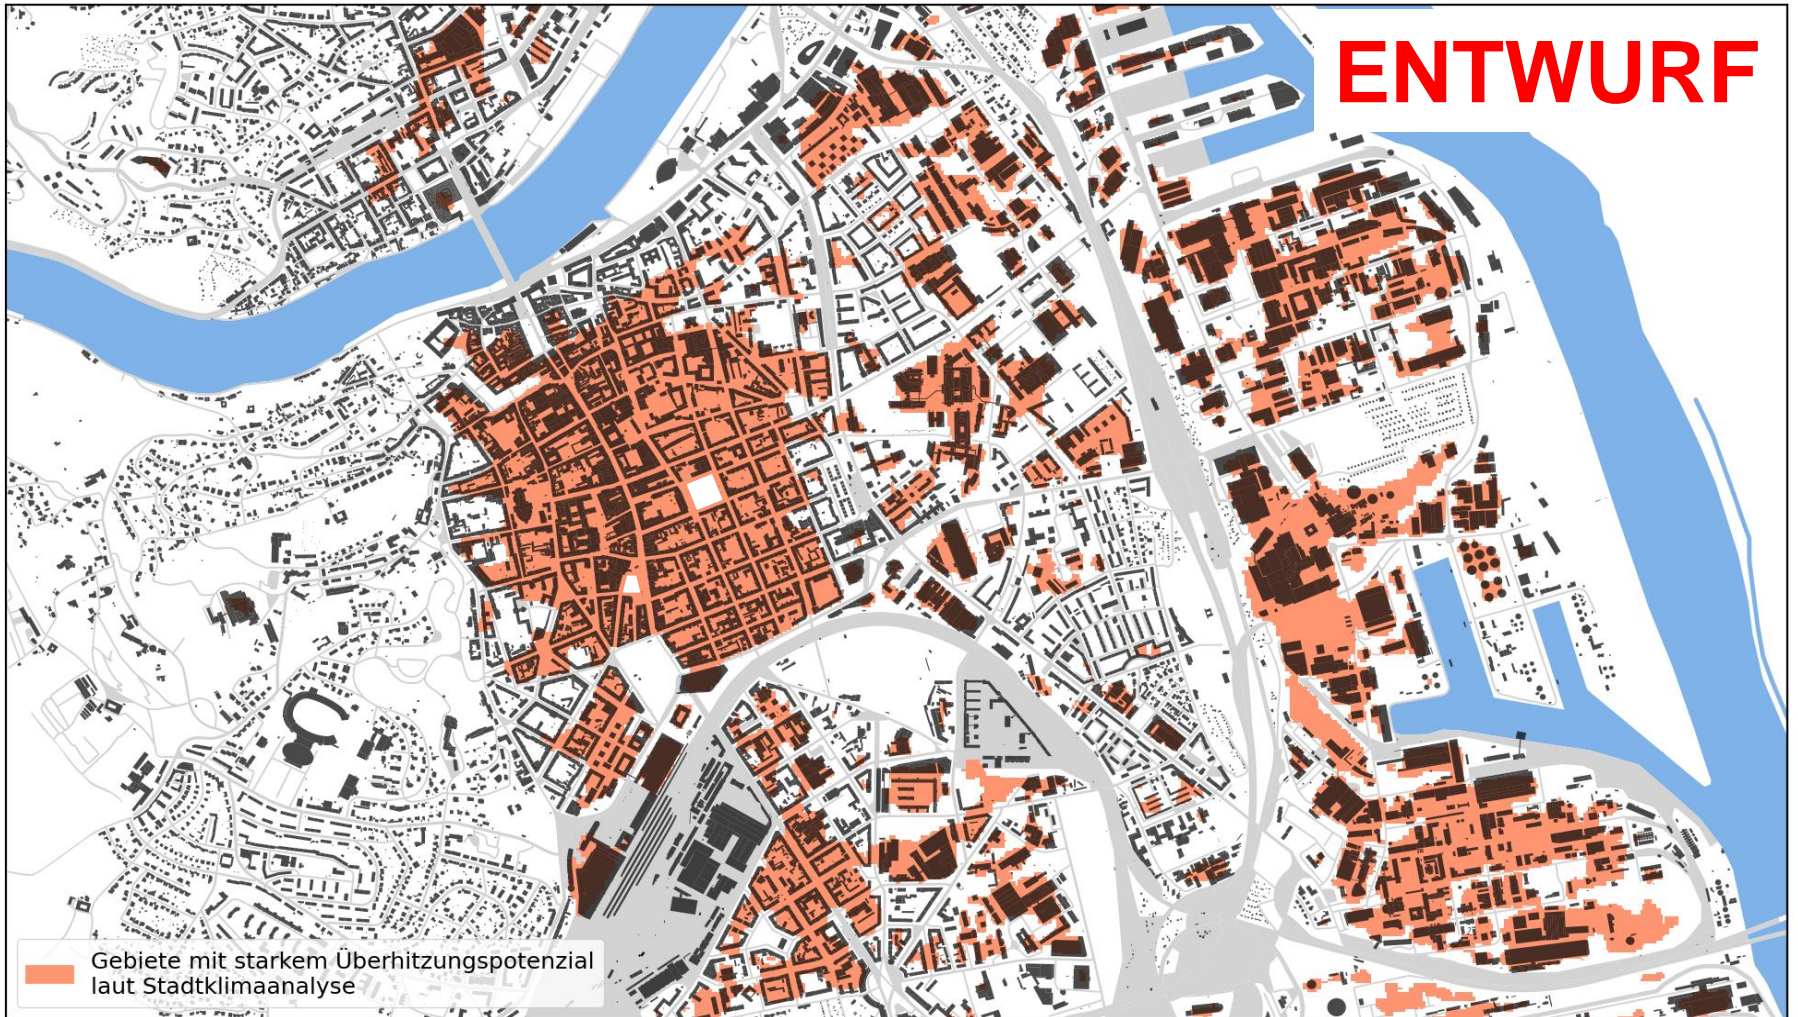 ENTWURF
Gebiete mit starkem Überhitzungspotenzial
laut Stadtklimaanalyse